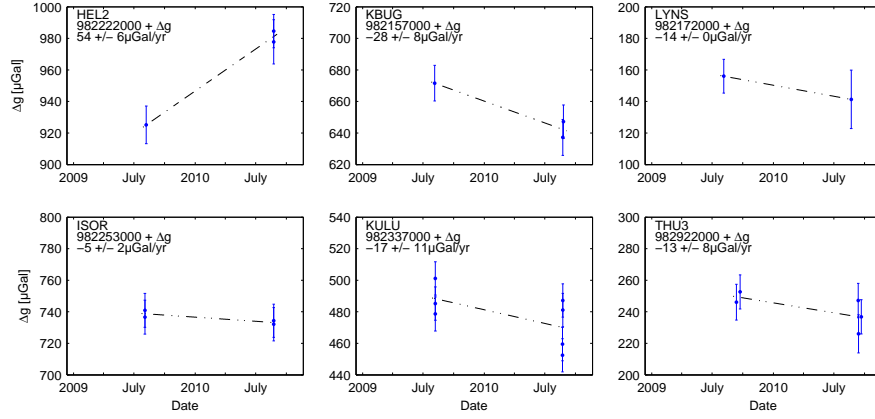 HEL2
982222000 + Δg
54 +/− 6μGal/yr
Δg [μGal]
1000
980
960
940
920
900
2009 July 2010 July
KBUG
982157000 + Δg
−28 +/− 8μGal/yr
700
680
660
640
620
2009 July 2010 July
LYNS
982172000 + Δg
−14 +/− 0μGal/yr
200
180
160
140
120
100
2009 July 2010 July
ISOR
982253000 + Δg
−5 +/− 2μGal/yr
Δg [μGal]
800
780
760
740
720
700
2009 July 2010 July
Date
KULU
982337000 + Δg
−17 +/− 11μGal/yr
540
520
500
480
460
440
2009 July 2010 July
Date
THU3
982922000 + Δg
−13 +/− 8μGal/yr
300
280
260
240
220
200
2009 July 2010 July
Date